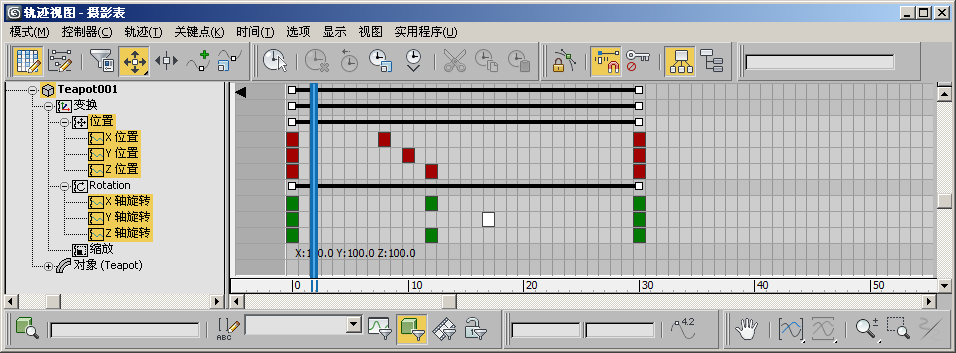 轨迹视图 - 摄影表
模式(M) 控制器(C) 轨迹(T) 关键点(K) 时间(T) 选项 显示 视图 实用程序(U)
Teapot001
变换
位置
X 位置
Y 位置
Z 位置
Rotation
X 轴旋转
Y 轴旋转
Z 轴旋转
缩放
对象 (Teapot)
X:100.0 Y:100.0 Z:100.0
0 10 20 30 40 50
ABC
4.2